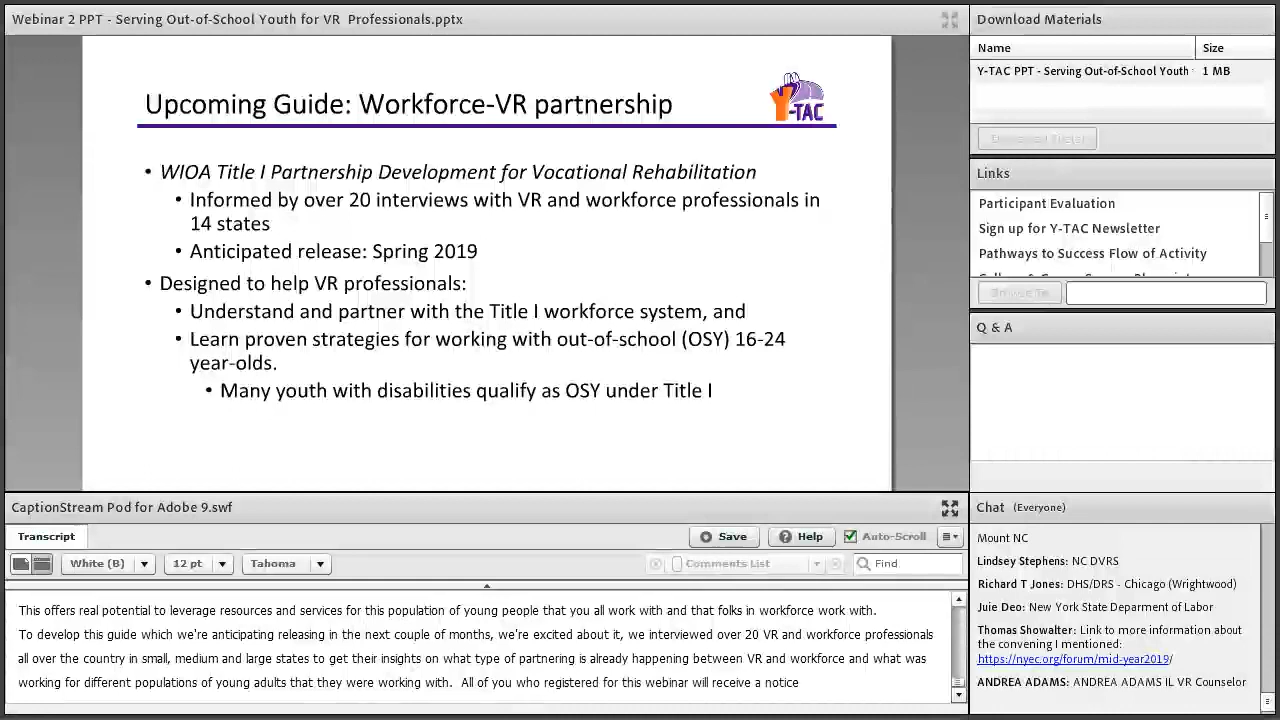 Webinar 2 PPT - Serving Out-of-School Youth for VR Professionals.pptx
Upcoming Guide: Workforce-VR partnership
Y-TAC
• WIOA Title I Partnership Development for Vocational Rehabilitation
• Informed by over 20 interviews with VR and workforce professionals in
14 states
• Anticipated release: Spring 2019
• Designed to help VR professionals:
• Understand and partner with the Title I workforce system, and
• Learn proven strategies for working with out-of-school (OSY) 16-24
year-olds.
• Many youth with disabilities qualify as OSY under Title I
CaptionStream Pod for Adobe 9.swf
Transcript
Save
Help
Auto-Scroll
White (B)
12 pt
Tahoma
Comments List
Find
This offers real potential to leverage resources and services for this population of young people that you all work with and that folks in workforce work with.
To develop this guide which we're anticipating releasing in the next couple of months, we're excited about it, we interviewed over 20 VR and workforce professionals
all over the country in small, medium and large states to get their insights on what type of partnering is already happening between VR and workforce and what was
working for different populations of young adults that they were working with. All of you who registered for this webinar will receive a notice
Download Materials
Name Size
Y-TAC PPT - Serving Out-of-School Youth 1 MB
Links
Participant Evaluation
Sign up for Y-TAC Newsletter
Pathways to Success Flow of Activity
Browse To
Q & A
Chat (Everyone)
Mount NC
Lindsey Stephens: NC DVRS
Richard T Jones: DHS/DRS - Chicago (Wrightwood)
Juie Deo: New York State Deparment of Labor
Thomas Showalter: Link to more information about
the convening I mentioned:
https://nyec.org/forum/mid-year2019/
ANDREA ADAMS: ANDREA ADAMS IL VR Counselor